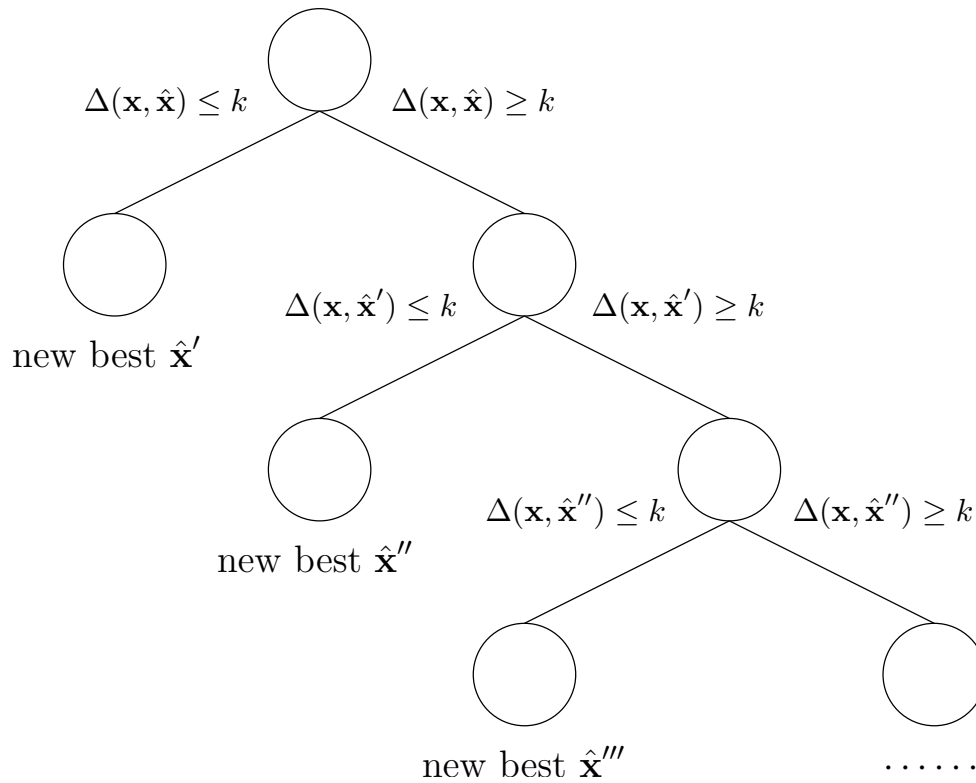 Δ(𝐱, 𝐱̂) ≤ k Δ(𝐱, 𝐱̂) ≥ k
Δ(𝐱, 𝐱̂′) ≤ k Δ(𝐱, 𝐱̂′) ≥ k
new best 𝐱̂′
Δ(𝐱, 𝐱̂″) ≤ k Δ(𝐱, 𝐱̂″) ≥ k
new best 𝐱̂″
new best 𝐱̂‴ ······